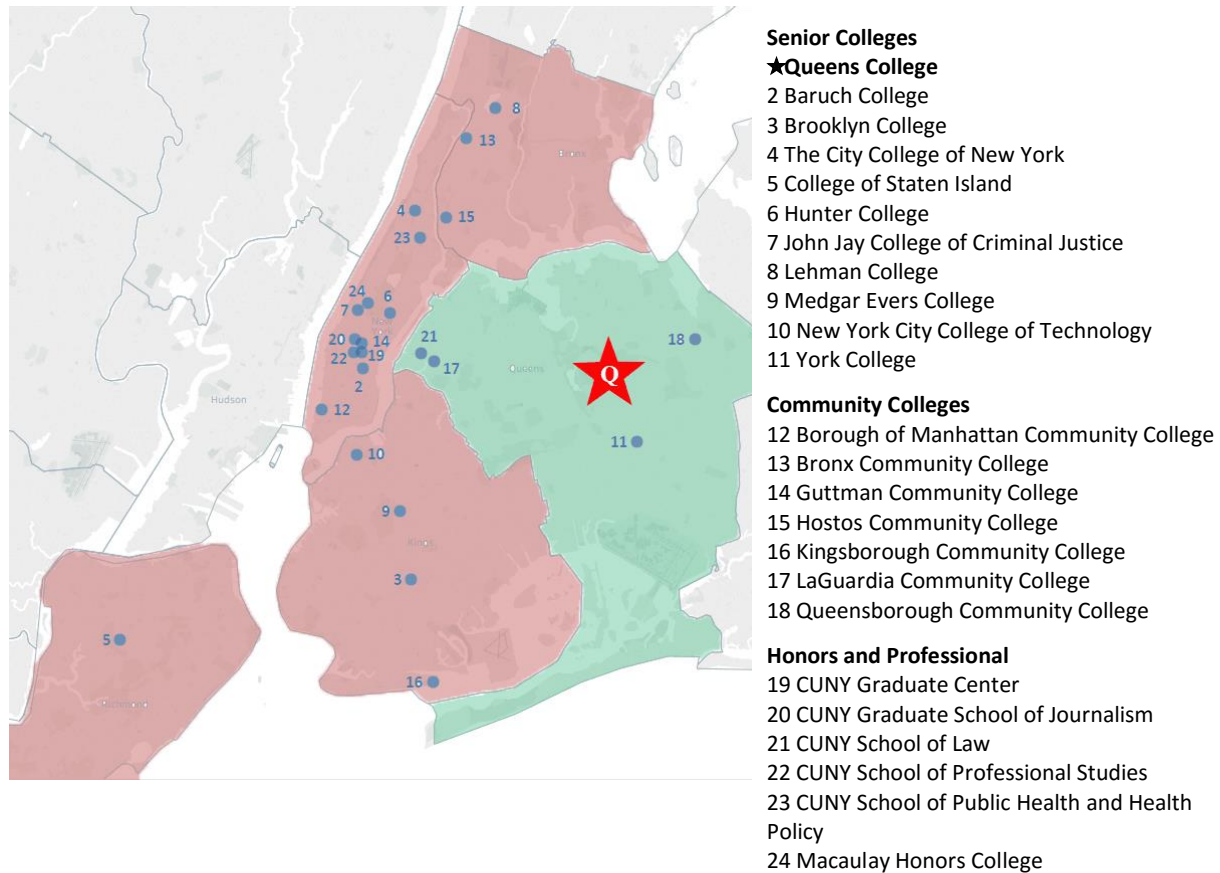 8
13
Bronx
4
15
23
24
6
7
20
14
21
22
19
18
17
Queens
Q
2
Hudson
12
11
10
9
Kings
3
5
16
Richmond
Senior Colleges
★Queens College
2 Baruch College
3 Brooklyn College
4 The City College of New York
5 College of Staten Island
6 Hunter College
7 John Jay College of Criminal Justice
8 Lehman College
9 Medgar Evers College
10 New York City College of Technology
11 York College
Community Colleges
12 Borough of Manhattan Community College
13 Bronx Community College
14 Guttman Community College
15 Hostos Community College
16 Kingsborough Community College
17 LaGuardia Community College
18 Queensborough Community College
Honors and Professional
19 CUNY Graduate Center
20 CUNY Graduate School of Journalism
21 CUNY School of Law
22 CUNY School of Professional Studies
23 CUNY School of Public Health and Health
Policy
24 Macaulay Honors College